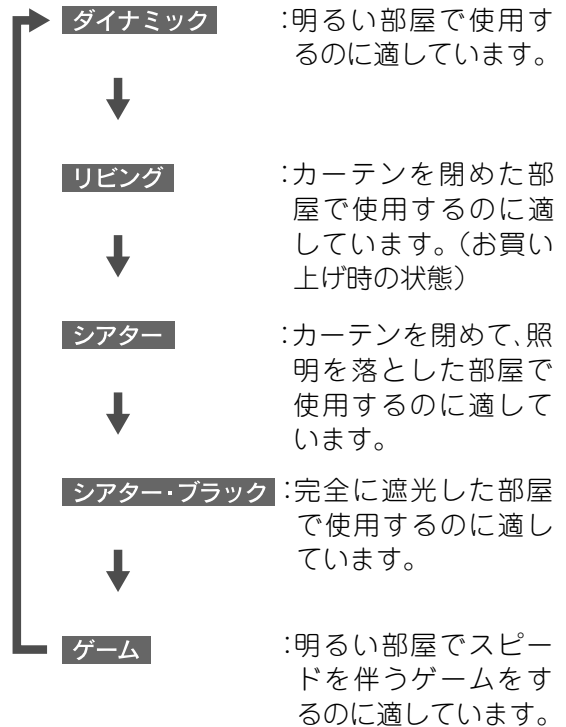 ダイナミック :明るい部屋で使用す
るのに適しています。
リビング :カーテンを閉めた部
屋で使用するのに適
しています。(お買い
上げ時の状態)
シアター :カーテンを閉めて、照
明を落とした部屋で
使用するのに適して
います。
シアター・ブラック :完全に遮光した部屋
で使用するのに適し
ています。
ゲーム :明るい部屋でスピー
ドを伴うゲームをす
るのに適しています。